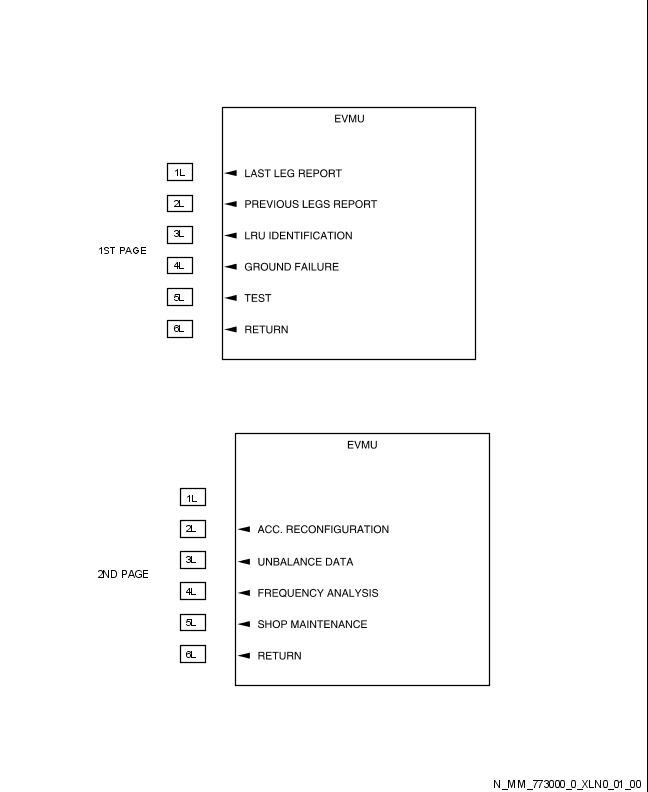 EVMU
1L LAST LEG REPORT
2L PREVIOUS LEGS REPORT
3L LRU IDENTIFICATION
1ST PAGE
4L GROUND FAILURE
5L TEST
6L RETURN
EVMU
1L
2L ACC. RECONFIGURATION
3L UNBALANCE DATA
2ND PAGE
4L FREQUENCY ANALYSIS
5L SHOP MAINTENANCE
6L RETURN
N_MM_773000_0_XLN0_01_00